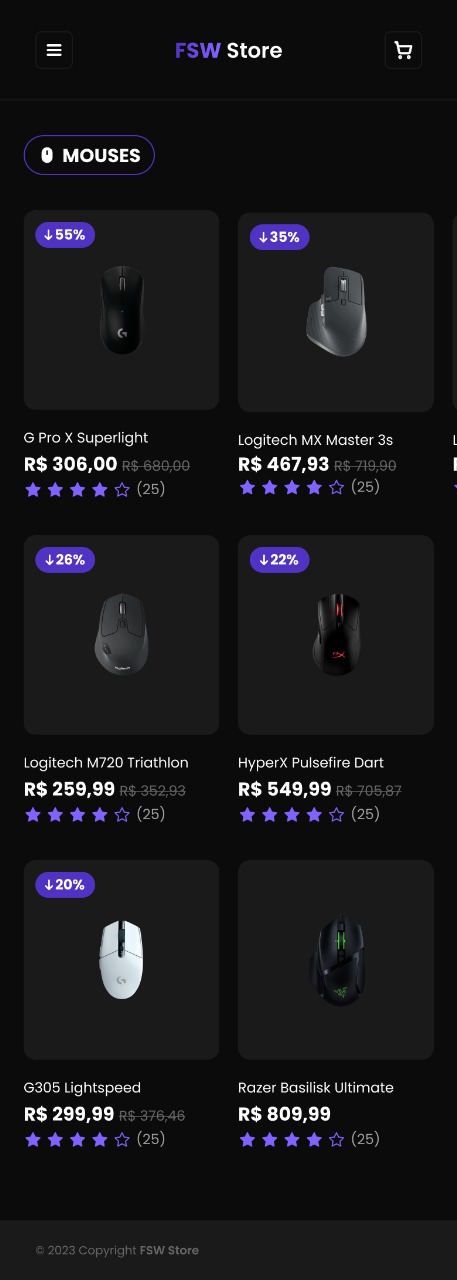 FSW Store
MOUSES
↓55%
↓35%
G Pro X Superlight
R$ 306,00 R$ 680,00
(25)
Logitech MX Master 3s
R$ 467,93 R$ 719,90
(25)
↓26%
↓22%
Logitech M720 Triathlon
R$ 259,99 R$ 352,93
(25)
HyperX Pulsefire Dart
R$ 549,99 R$ 705,87
(25)
↓20%
G305 Lightspeed
R$ 299,99 R$ 376,46
(25)
Razer Basilisk Ultimate
R$ 809,99
(25)
© 2023 Copyright FSW Store